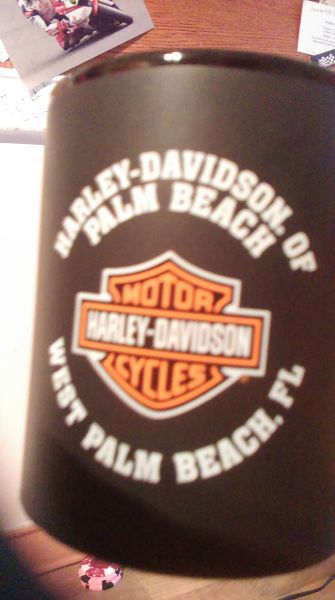 HARLEY-DAVIDSON, OF
PALM BEACH
MOTOR
HARLEY-DAVIDSON
CYCLES
WEST PALM BEACH, FL